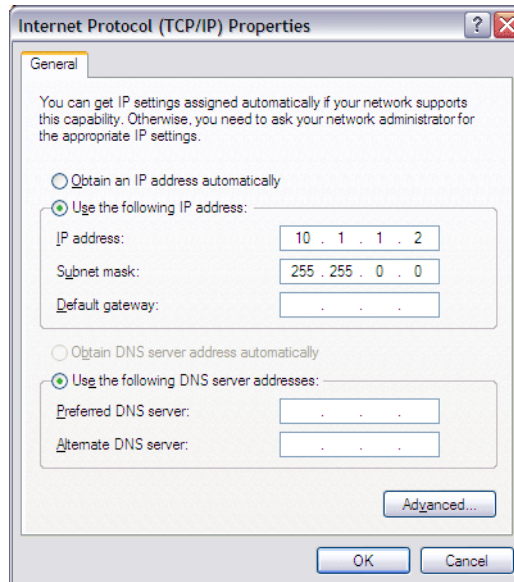 Internet Protocol (TCP/IP) Properties
General
You can get IP settings assigned automatically if your network supports
this capability. Otherwise, you need to ask your network administrator for
the appropriate IP settings.
Obtain an IP address automatically
Use the following IP address:
IP address: 10 . 1 . 1 . 2
Subnet mask: 255 . 255 . 0 . 0
Default gateway: . . .
Obtain DNS server address automatically
Use the following DNS server addresses:
Preferred DNS server: . . .
Alternate DNS server: . . .
Advanced...
OK Cancel